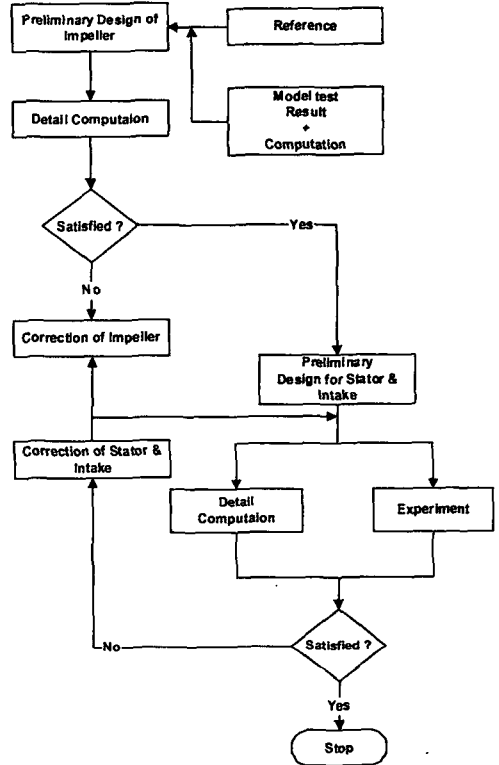 Preliminary Design of
Impeller
Reference
Model test
Result
+
Computation
Detail Computaion
Satisfied ?
Yes
No
Correction of Impeller
Preliminary
Design for Stator &
Intake
Correction of Stator &
Intake
Detail
Computaion
Experiment
No
Satisfied ?
Yes
Stop